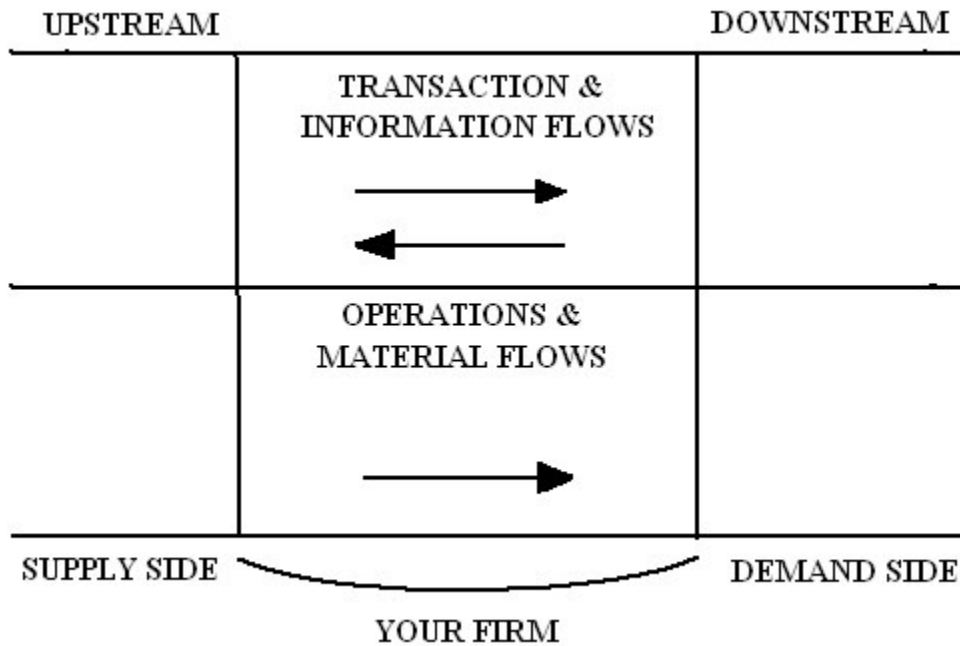 UPSTREAM
DOWNSTREAM
TRANSACTION &
INFORMATION FLOWS
OPERATIONS &
MATERIAL FLOWS
SUPPLY SIDE
DEMAND SIDE
YOUR FIRM